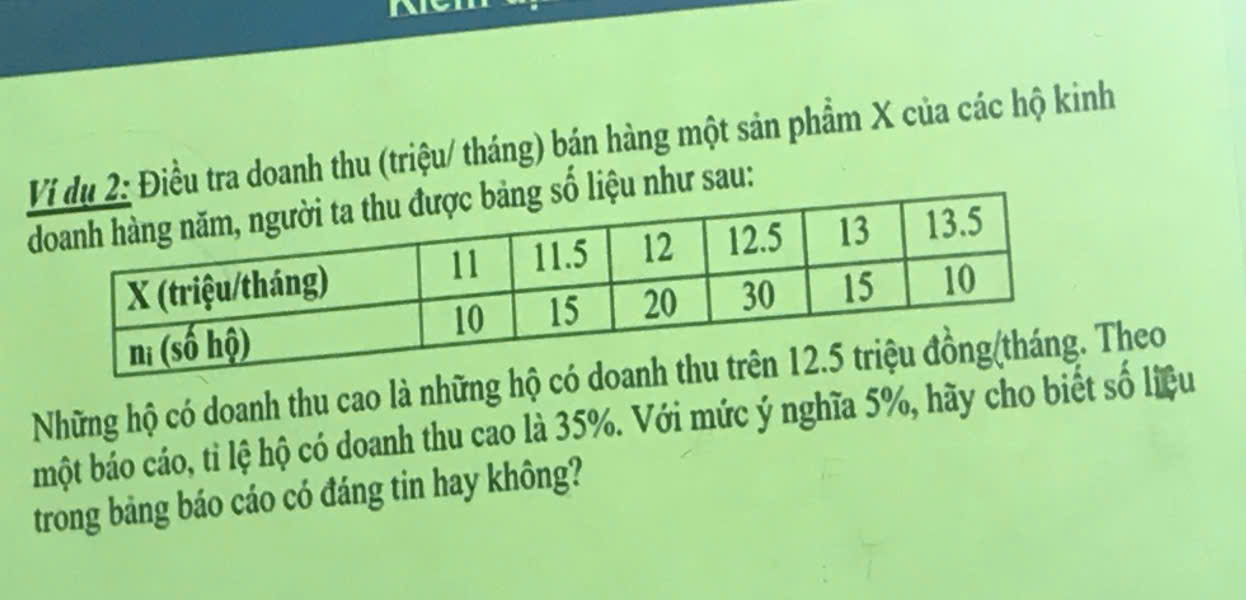 Ví dụ 2: Điều tra doanh thu (triệu/ tháng) bán hàng một sản phẩm X của các hộ kinh
doanh hàng năm, người ta thu được bảng số liệu như sau:
X (triệu/tháng) 11 11.5 12 12.5 13 13.5
nᵢ (số hộ) 10 15 20 30 15 10
Những hộ có doanh thu cao là những hộ có doanh thu trên 12.5 triệu đồng/tháng. Theo
một báo cáo, tỉ lệ hộ có doanh thu cao là 35%. Với mức ý nghĩa 5%, hãy cho biết số liệu
trong bảng báo cáo có đáng tin hay không?